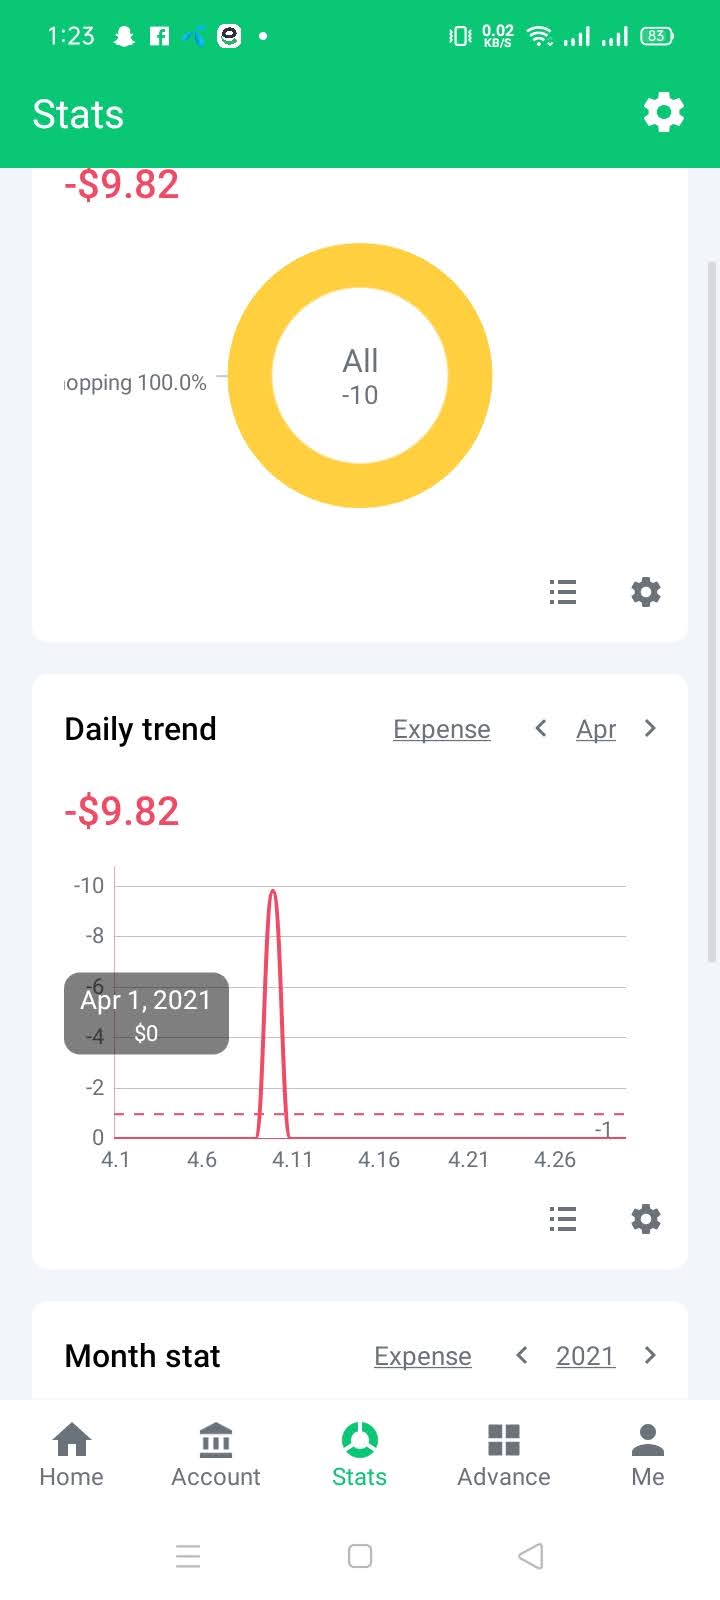 1:23 0.02 KB/S 83
Stats
-$9.82
All
-10
opping 100.0%
Daily trend Expense Apr
-$9.82
-10
-8
-6
Apr 1, 2021
-4 $0
-2
-1
0
4.1 4.6 4.11 4.16 4.21 4.26
Month stat Expense 2021
Home Account Stats Advance Me